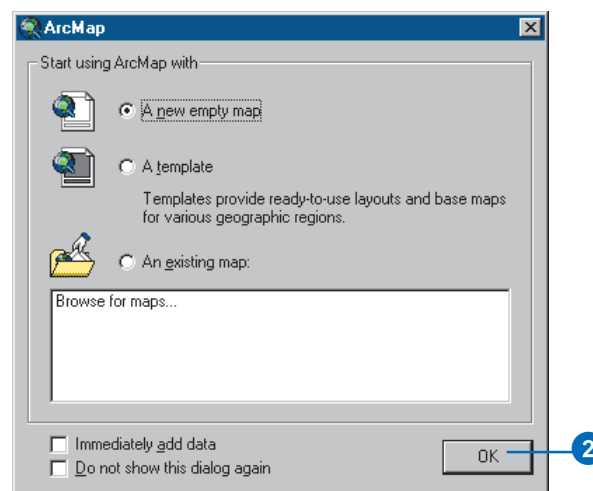 ArcMap
Start using ArcMap with
A new empty map
A template
Templates provide ready-to-use layouts and base maps
for various geographic regions.
An existing map:
Browse for maps...
Immediately add data
Do not show this dialog again
OK
2